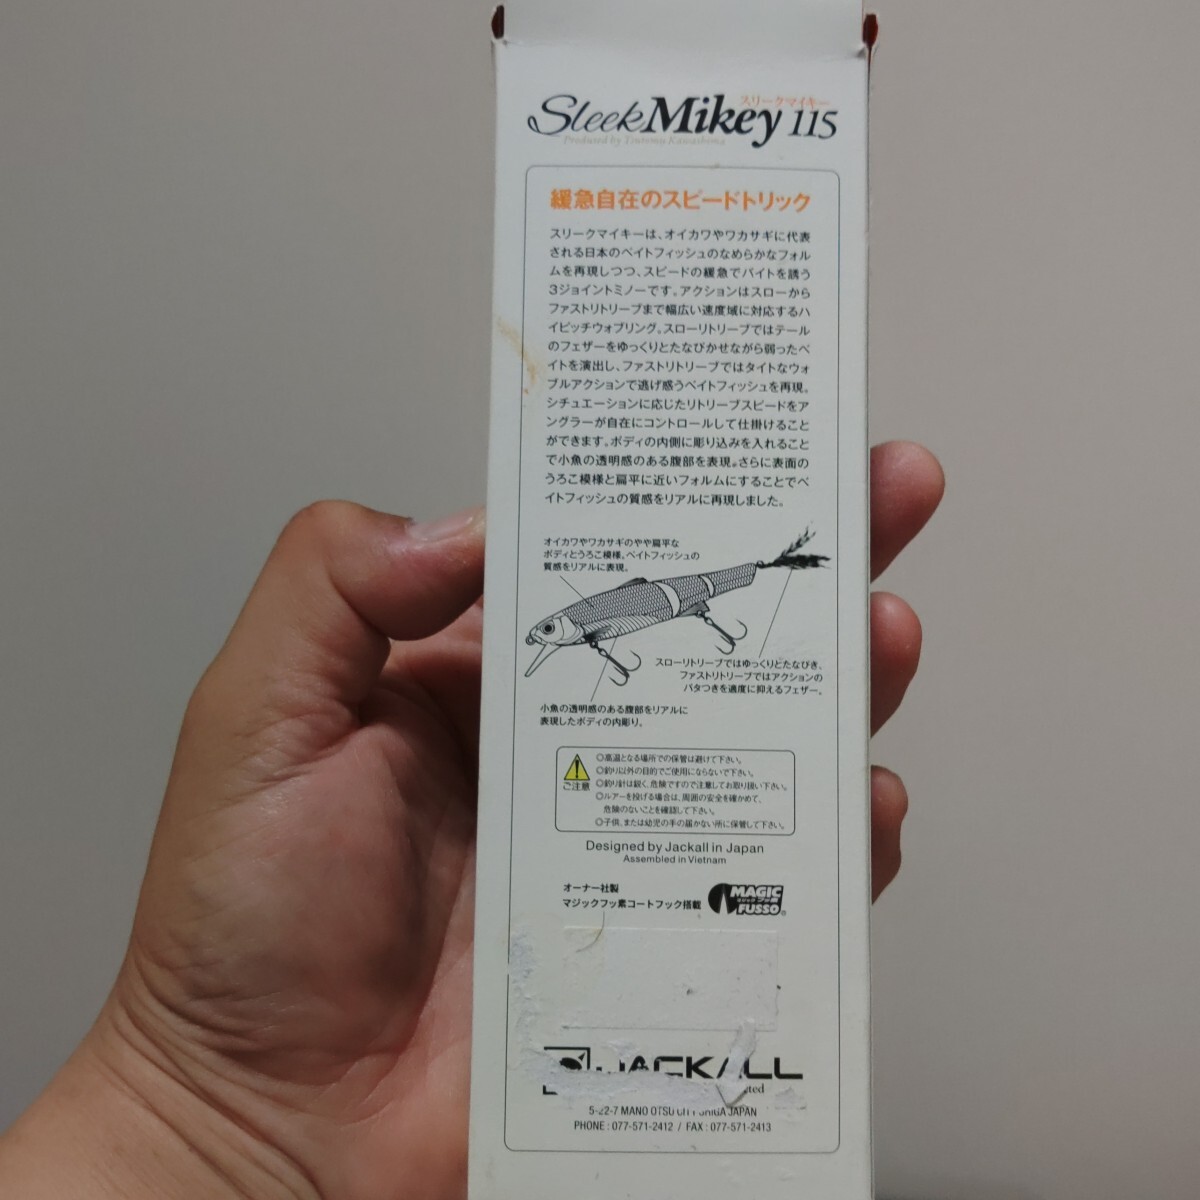 スリークマイキー
SleekMikey 115
Produced by Tsutomu Kawashima
緩急自在のスピードトリック
スリークマイキーは、オイカワやワカサギに代表
される日本のベイトフィッシュのなめらかなフォル
ムを再現しつつ、スピードの緩急でバイトを誘う
3ジョイントミノーです。アクションはスローから
ファストリトリーブまで幅広い速度域に対応するハ
イピッチウォブリング。スローリトリーブではテール
のフェザーをゆっくりとたなびかせながら弱ったベ
イトを演出し、ファストリトリーブではタイトなウォ
ブルアクションで逃げ惑うベイトフィッシュを再現。
シチュエーションに応じたリトリーブスピードをア
ングラーが自在にコントロールして仕掛けること
ができます。ボディの内側に彫り込みを入れること
で小魚の透明感のある腹部を表現。さらに表面の
うろこ模様と扁平に近いフォルムにすることでベ
イトフィッシュの質感をリアルに再現しました。
オイカワやワカサギのやや扁平な
ボディとうろこ模様。ベイトフィッシュの
質感をリアルに表現。
スローリトリーブではゆっくりとたなびき、
ファストリトリーブではアクションの
バタつきを適度に抑えるフェザー。
小魚の透明感のある腹部をリアルに
表現したボディの内彫り。
ご注意
◎高温となる場所での保管は避けて下さい。
◎釣り以外の目的でご使用にならないで下さい。
◎釣り針は鋭く、危険ですので注意してお取り扱い下さい。
◎ルアーを投げる場合は、周囲の安全を確かめて、
危険のないことを確認して下さい。
◎子供、または幼児の手の届かない所に保管して下さい。
Designed by Jackall in Japan
Assembled in Vietnam
オーナー社製
マジックフッ素コートフック搭載
MAGIC
FUSSO®
JACKALL
5-22-7 MANO OTSU CITY SHIGA JAPAN
PHONE : 077-571-2412 / FAX : 077-571-2413